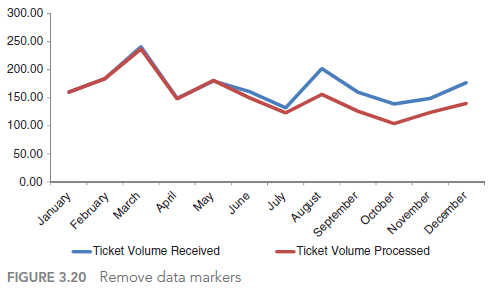 300.00
250.00
200.00
150.00
100.00
50.00
0.00
January
February
March
April
May
June
July
August
September
October
November
December
Ticket Volume Received Ticket Volume Processed
FIGURE 3.20 Remove data markers